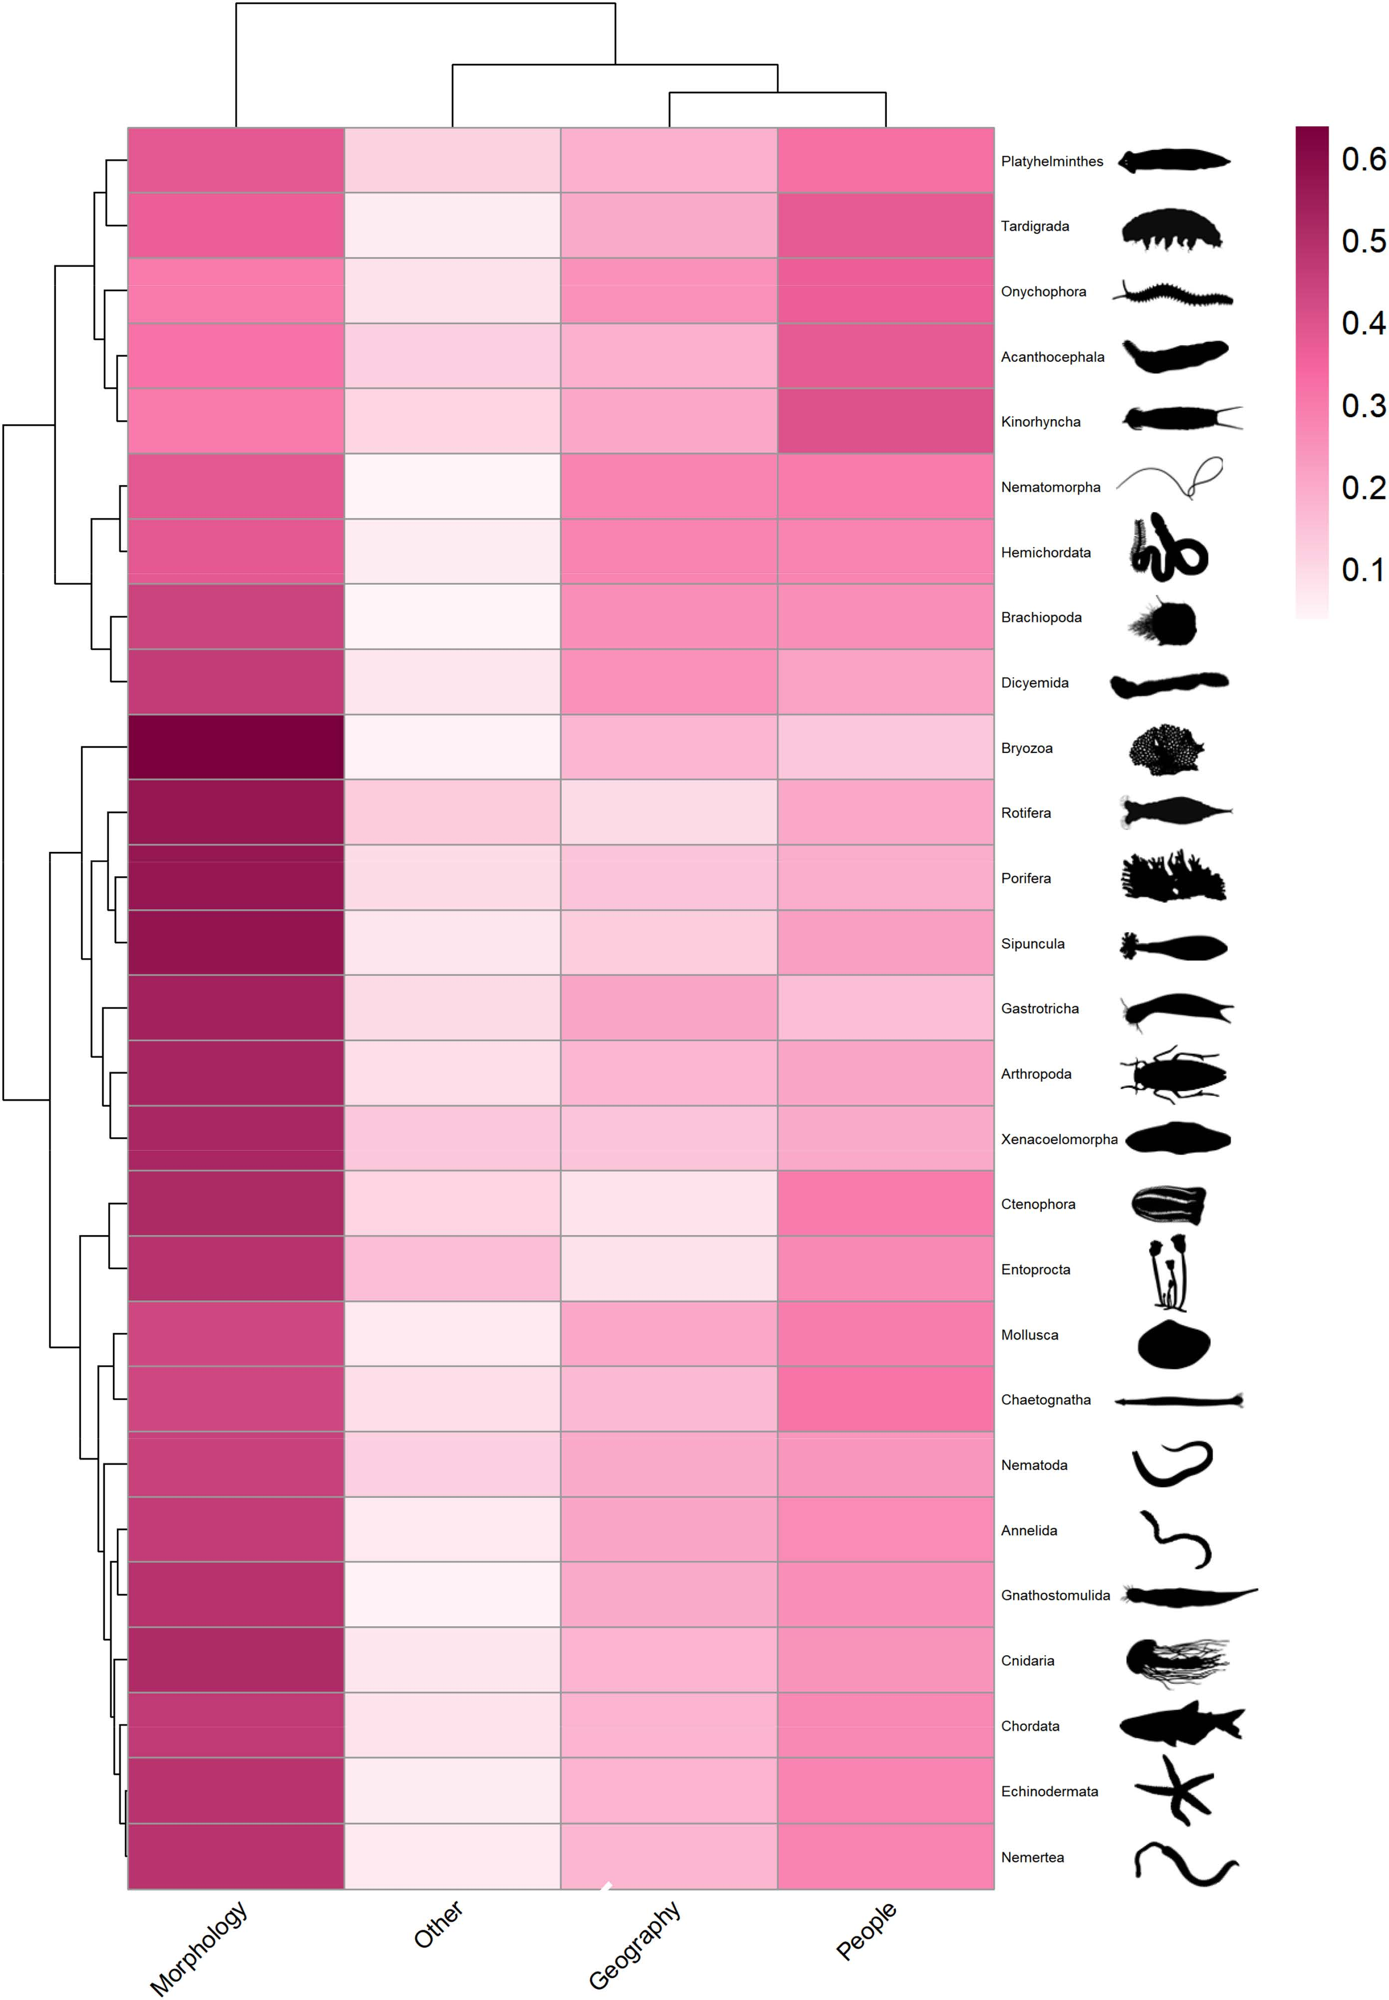 Platyhelminthes
Tardigrada
Onychophora
Acanthocephala
Kinorhyncha
Nematomorpha
Hemichordata
Brachiopoda
Dicyemida
Bryozoa
Rotifera
Porifera
Sipuncula
Gastrotricha
Arthropoda
Xenacoelomorpha
Ctenophora
Entoprocta
Mollusca
Chaetognatha
Nematoda
Annelida
Gnathostomulida
Cnidaria
Chordata
Echinodermata
Nemertea
0.6
0.5
0.4
0.3
0.2
0.1
Morphology
Other
Geography
People